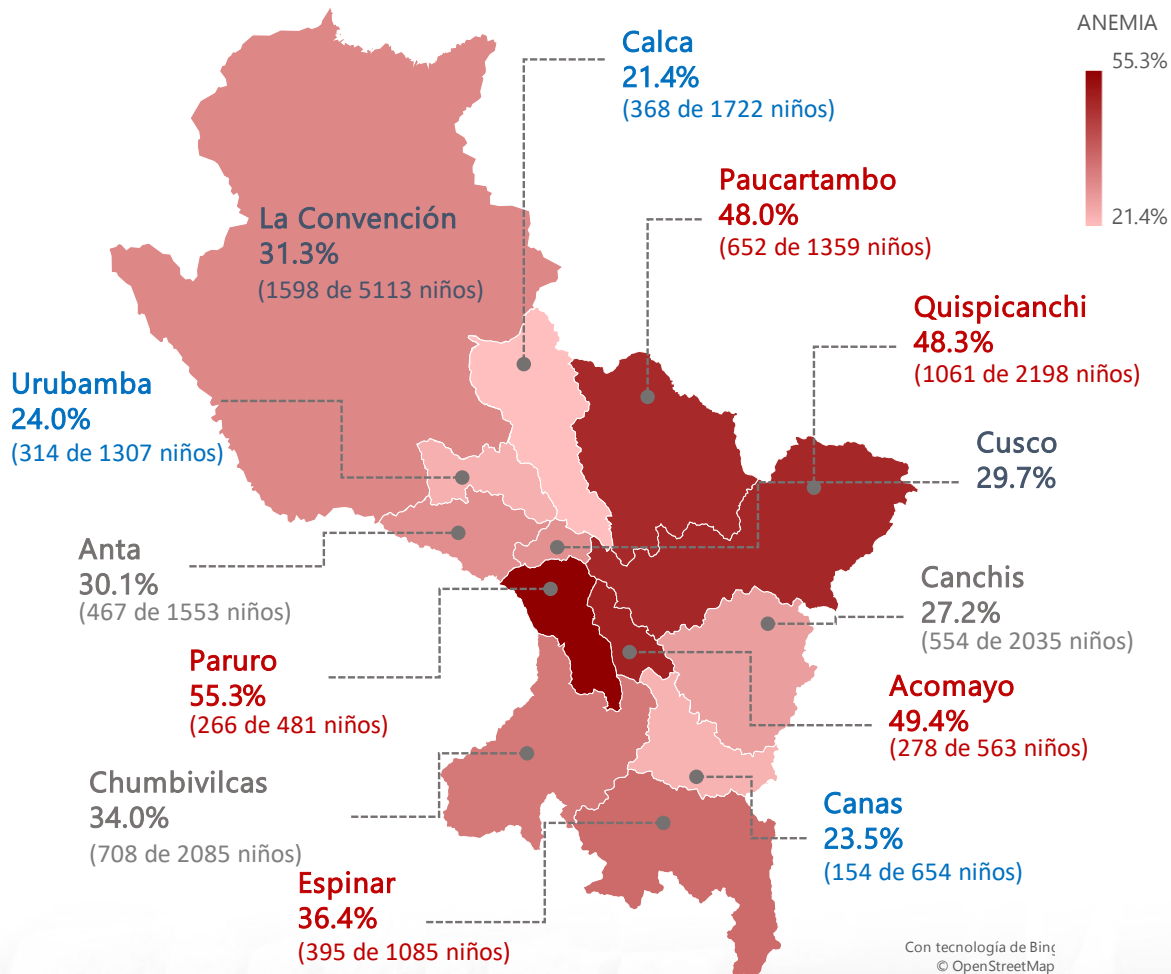 ANEMIA
55.3%
21.4%
Calca
21.4%
(368 de 1722 niños)
Paucartambo
48.0%
(652 de 1359 niños)
La Convención
31.3%
(1598 de 5113 niños)
Quispicanchi
48.3%
(1061 de 2198 niños)
Urubamba
24.0%
(314 de 1307 niños)
Cusco
29.7%
Anta
30.1%
(467 de 1553 niños)
Canchis
27.2%
(554 de 2035 niños)
Paruro
55.3%
(266 de 481 niños)
Acomayo
49.4%
(278 de 563 niños)
Chumbivilcas
34.0%
(708 de 2085 niños)
Canas
23.5%
(154 de 654 niños)
Espinar
36.4%
(395 de 1085 niños)
Con tecnología de Bing
© OpenStreetMap